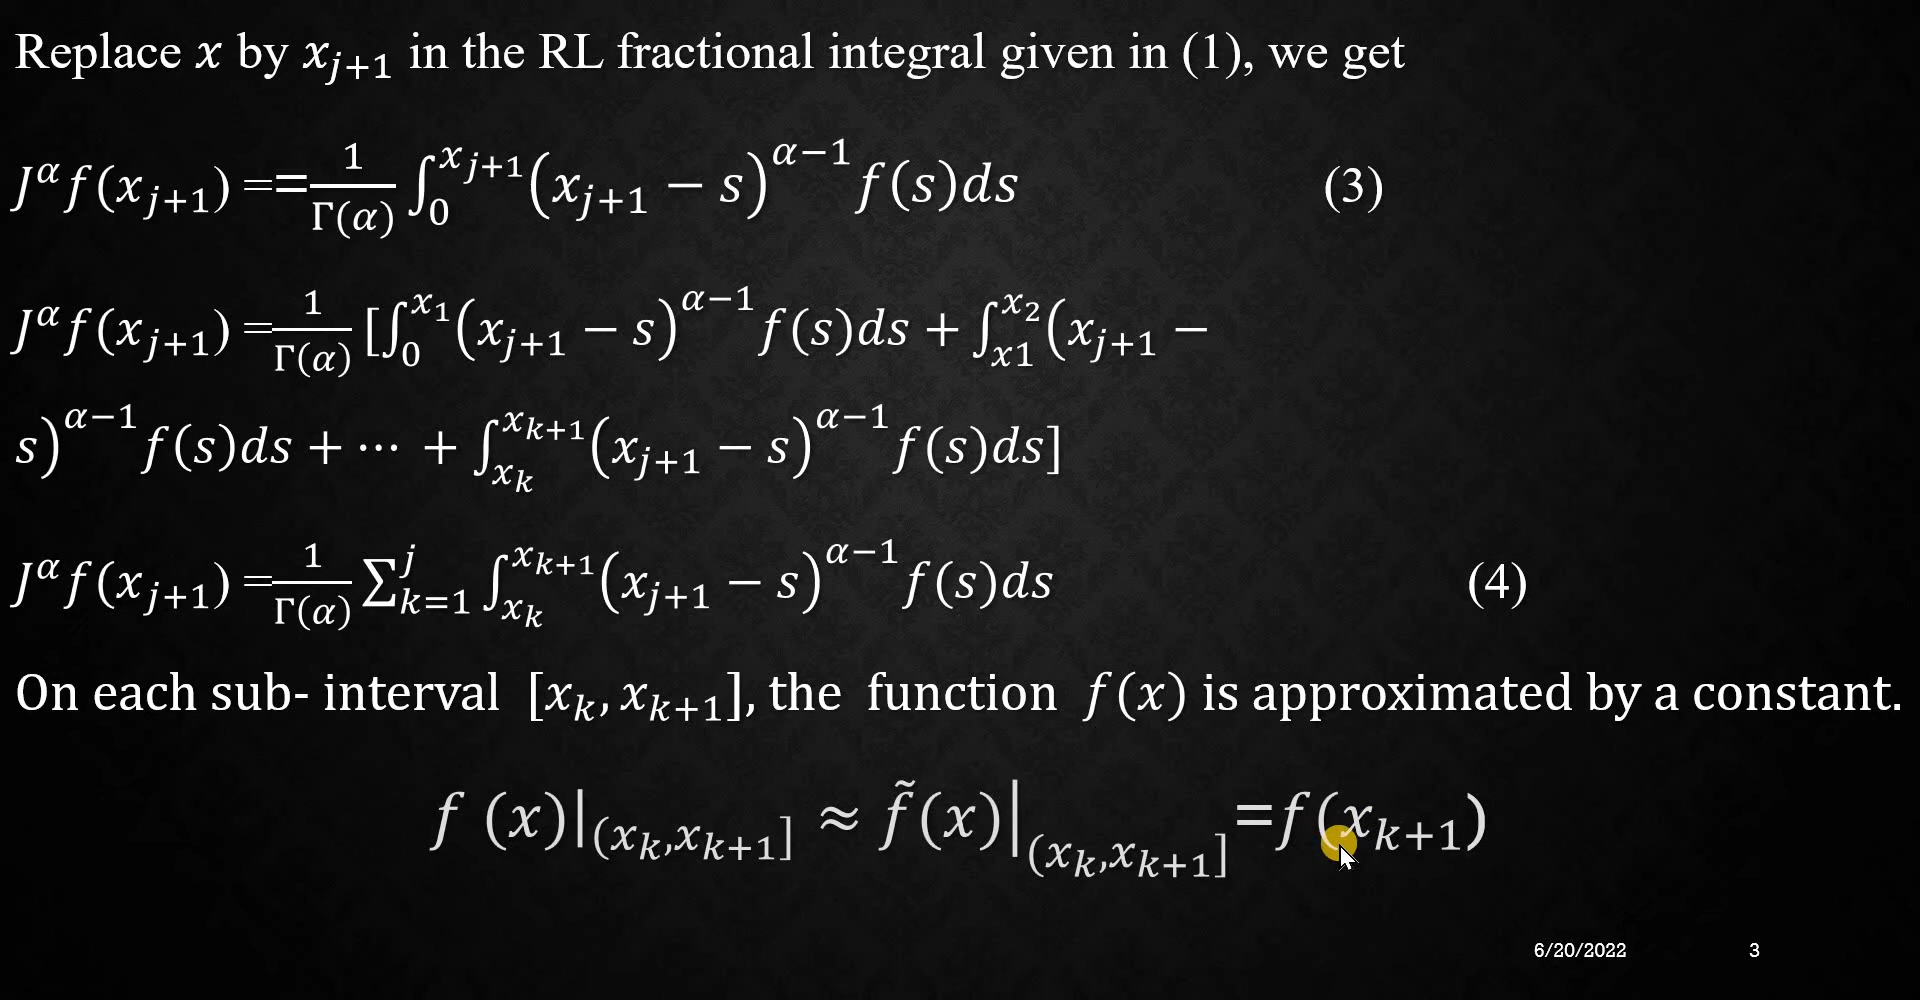 Replace x by x_{j+1} in the RL fractional integral given in (1), we get
J^α f(x_{j+1}) == 1/Γ(α) ∫_0^{x_{j+1}} (x_{j+1} − s)^{α−1} f(s)ds (3)
J^α f(x_{j+1}) = 1/Γ(α) [∫_0^{x_1} (x_{j+1} − s)^{α−1} f(s)ds + ∫_{x1}^{x_2} (x_{j+1} −
s)^{α−1} f(s)ds + ⋯ + ∫_{x_k}^{x_{k+1}} (x_{j+1} − s)^{α−1} f(s)ds]
J^α f(x_{j+1}) = 1/Γ(α) ∑_{k=1}^{j} ∫_{x_k}^{x_{k+1}} (x_{j+1} − s)^{α−1} f(s)ds (4)
On each sub- interval [x_k, x_{k+1}], the function f(x) is approximated by a constant.
f (x)|_{(x_k,x_{k+1}]} ≈ f̃(x)|_{(x_k,x_{k+1}]} =f(x_{k+1})
6/20/2022 3